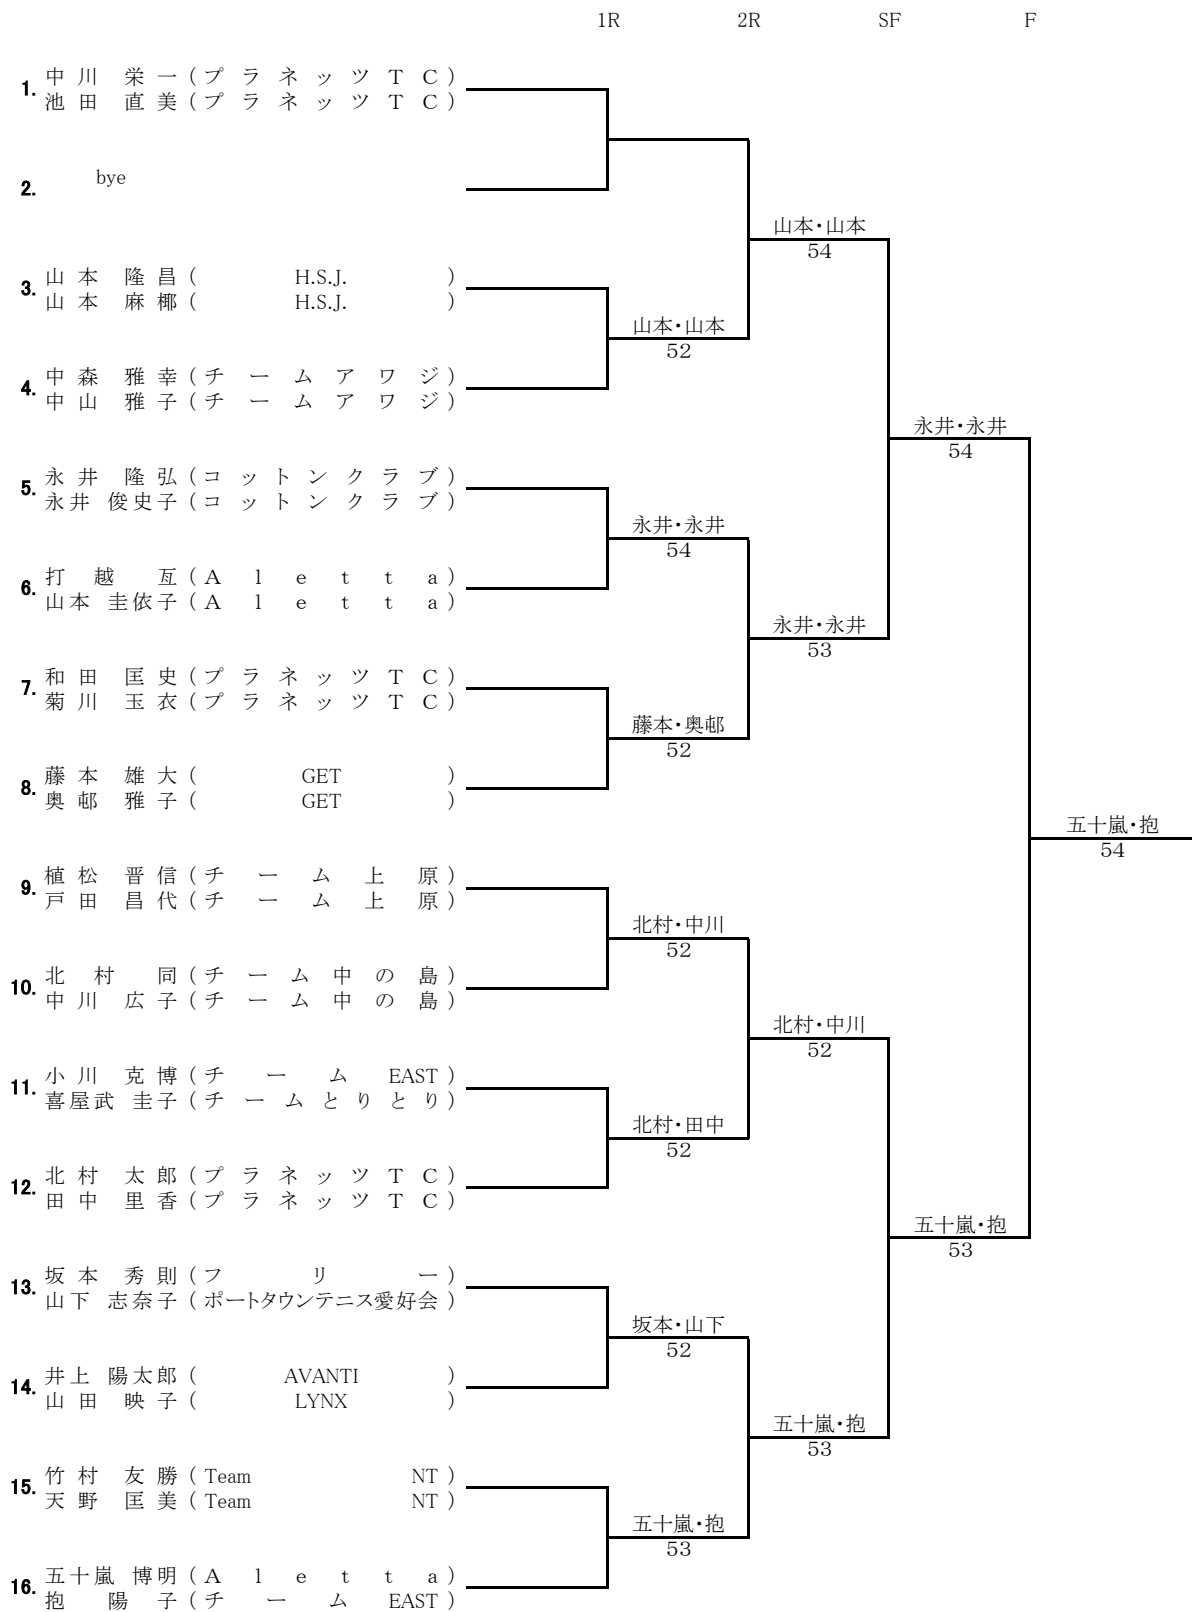 1R 2R SF F
1. 中川 栄一(プラネッツTC)
池田 直美(プラネッツTC)
2. bye
山本・山本
54
3. 山本 隆昌(H.S.J.)
山本 麻梛(H.S.J.)
山本・山本
52
4. 中森 雅幸(チームアワジ)
中山 雅子(チームアワジ)
永井・永井
54
5. 永井 隆弘(コットンクラブ)
永井 俊史子(コットンクラブ)
永井・永井
54
6. 打越 亙(Aletta)
山本 圭依子(Aletta)
永井・永井
53
7. 和田 匡史(プラネッツTC)
菊川 玉衣(プラネッツTC)
藤本・奥邨
52
8. 藤本 雄大(GET)
奥邨 雅子(GET)
五十嵐・抱
54
9. 植松 晋信(チーム上原)
戸田 昌代(チーム上原)
北村・中川
52
10. 北村 同(チーム中の島)
中川 広子(チーム中の島)
北村・中川
52
11. 小川 克博(チームEAST)
喜屋武 圭子(チームとりとり)
北村・田中
52
12. 北村 太郎(プラネッツTC)
田中 里香(プラネッツTC)
五十嵐・抱
53
13. 坂本 秀則(フリー)
山下 志奈子(ポートタウンテニス愛好会)
坂本・山下
52
14. 井上 陽太郎(AVANTI)
山田 映子(LYNX)
五十嵐・抱
53
15. 竹村 友勝(Team NT)
天野 匡美(Team NT)
五十嵐・抱
53
16. 五十嵐 博明(Aletta)
抱 陽子(チームEAST)